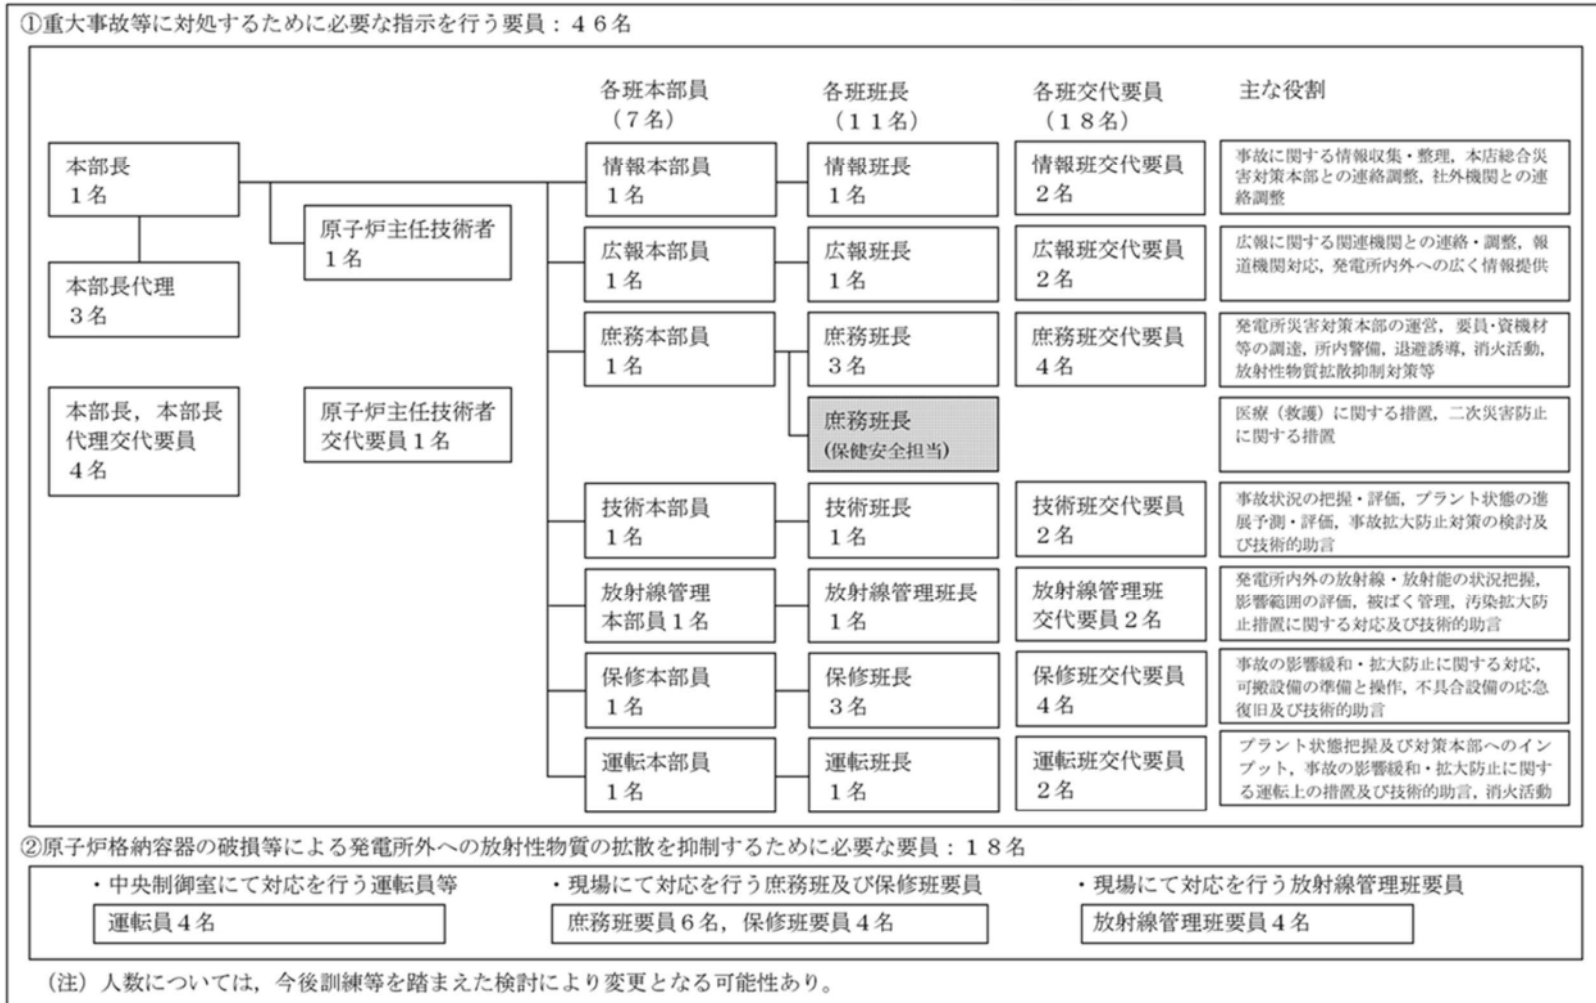 ①重大事故等に対処するために必要な指示を行う要員：４６名
各班本部員
（７名）
各班班長
（１１名）
各班交代要員
（１８名）
主な役割
本部長
１名
本部長代理
３名
本部長，本部長
代理交代要員
４名
原子炉主任技術者
１名
原子炉主任技術者
交代要員１名
情報本部員
１名
情報班長
１名
情報班交代要員
２名
事故に関する情報収集・整理，本店総合災
害対策本部との連絡調整，社外機関との連
絡調整
広報本部員
１名
広報班長
１名
広報班交代要員
２名
広報に関する関連機関との連絡・調整，報
道機関対応，発電所内外への広く情報提供
庶務本部員
１名
庶務班長
３名
庶務班交代要員
４名
発電所災害対策本部の運営，要員・資機材
等の調達，所内警備，退避誘導，消火活動，
放射性物質拡散抑制対策等
庶務班長
(保健安全担当)
医療（救護）に関する措置，二次災害防止
に関する措置
技術本部員
１名
技術班長
１名
技術班交代要員
２名
事故状況の把握・評価，プラント状態の進
展予測・評価，事故拡大防止対策の検討及
び技術的助言
放射線管理
本部員１名
放射線管理班長
１名
放射線管理班
交代要員２名
発電所内外の放射線・放射能の状況把握，
影響範囲の評価，被ばく管理，汚染拡大防
止措置に関する対応及び技術的助言
保修本部員
１名
保修班長
３名
保修班交代要員
４名
事故の影響緩和・拡大防止に関する対応，
可搬設備の準備と操作，不具合設備の応急
復旧及び技術的助言
運転本部員
１名
運転班長
１名
運転班交代要員
２名
プラント状態把握及び対策本部へのイン
プット，事故の影響緩和・拡大防止に関す
る運転上の措置及び技術的助言，消火活動
②原子炉格納容器の破損等による発電所外への放射性物質の拡散を抑制するために必要な要員：１８名
・中央制御室にて対応を行う運転員等
運転員４名
・現場にて対応を行う庶務班及び保修班要員
庶務班要員６名，保修班要員４名
・現場にて対応を行う放射線管理班要員
放射線管理班要員４名
（注）人数については，今後訓練等を踏まえた検討により変更となる可能性あり。